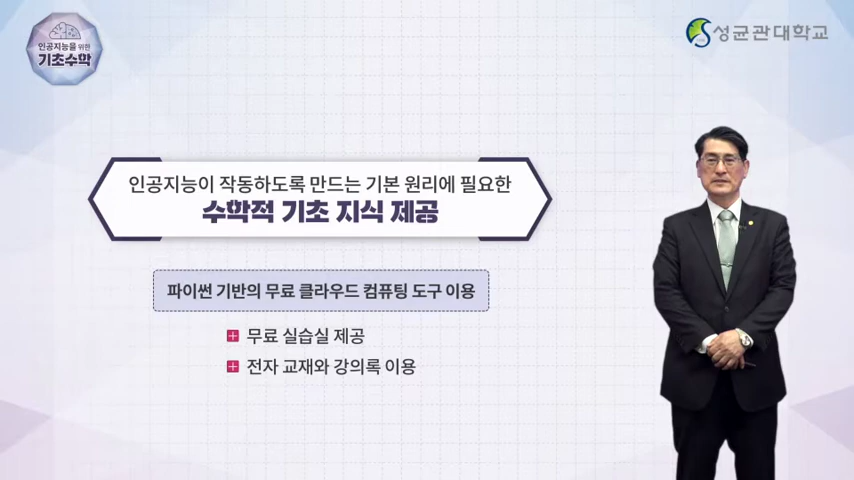 인공지능을 위한
기초수학
성균관대학교
인공지능이 작동하도록 만드는 기본 원리에 필요한
수학적 기초 지식 제공
파이썬 기반의 무료 클라우드 컴퓨팅 도구 이용
무료 실습실 제공
전자 교재와 강의록 이용